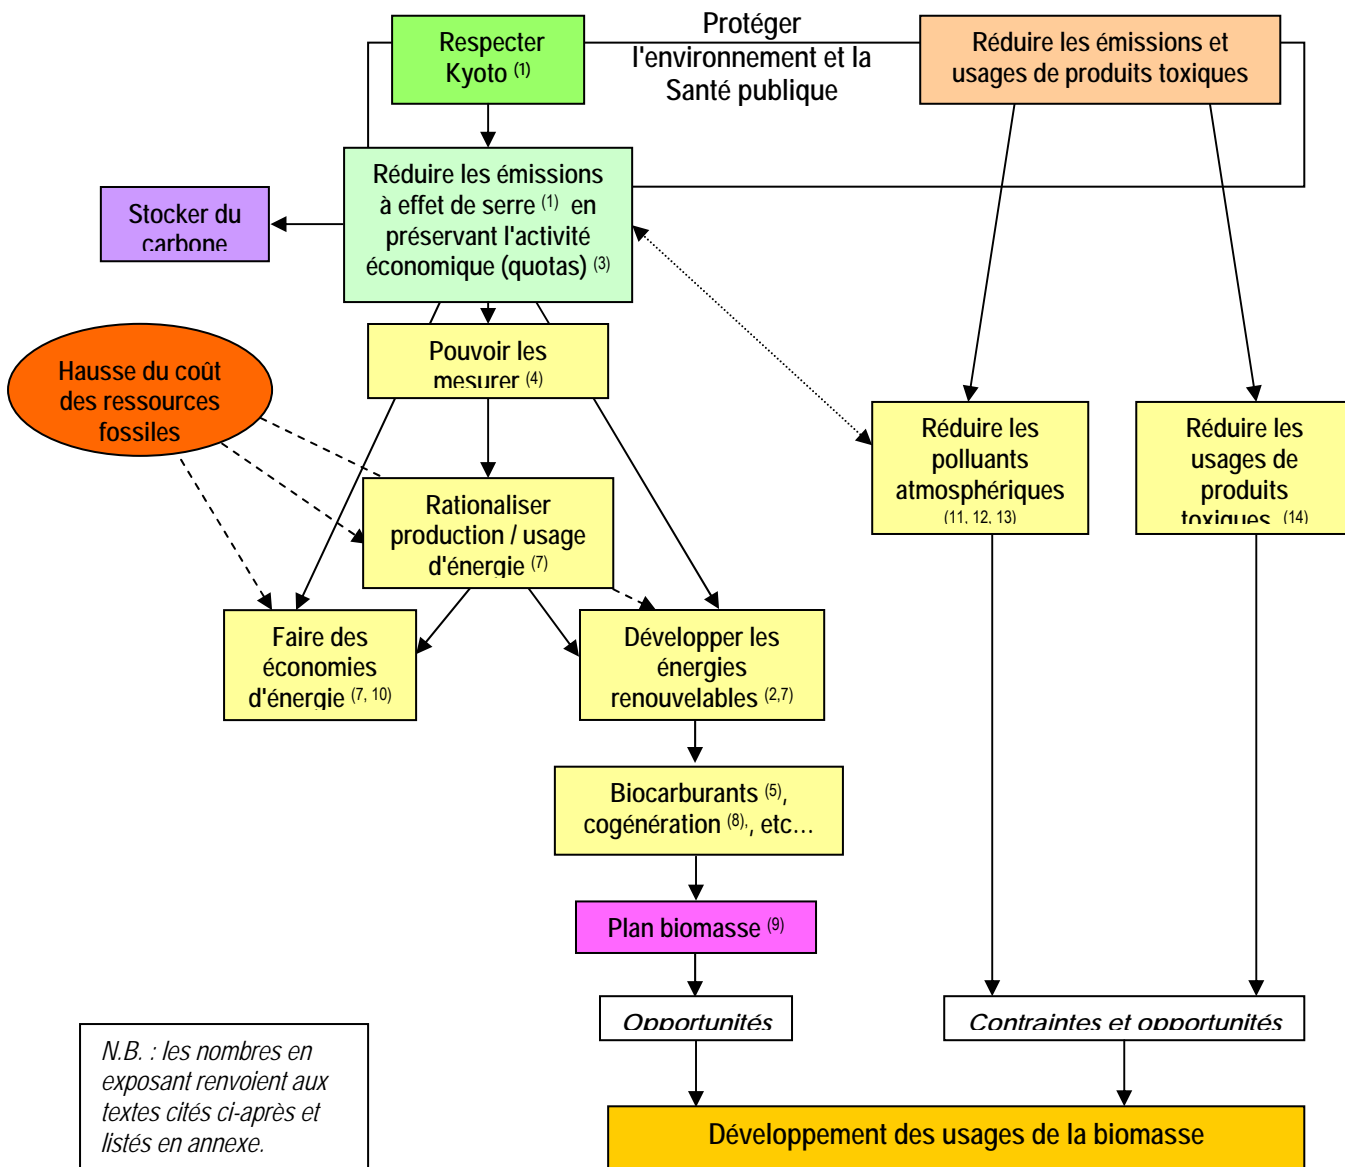 Respecter
Kyoto (1)
Protéger
l'environnement et la
Santé publique
Réduire les émissions et
usages de produits toxiques
Réduire les émissions
à effet de serre (1) en
préservant l'activité
économique (quotas) (3)
Stocker du
carbone
Pouvoir les
mesurer (4)
Hausse du coût
des ressources
fossiles
Réduire les
polluants
atmosphériques
(11, 12, 13)
Réduire les
usages de
produits
toxiques (14)
Rationaliser
production / usage
d'énergie (7)
Faire des
économies
d'énergie (7, 10)
Développer les
énergies
renouvelables (2,7)
Biocarburants (5),
cogénération (8), , etc…
Plan biomasse (9)
Opportunités
Contraintes et opportunités
N.B. : les nombres en
exposant renvoient aux
textes cités ci-après et
listés en annexe.
Développement des usages de la biomasse